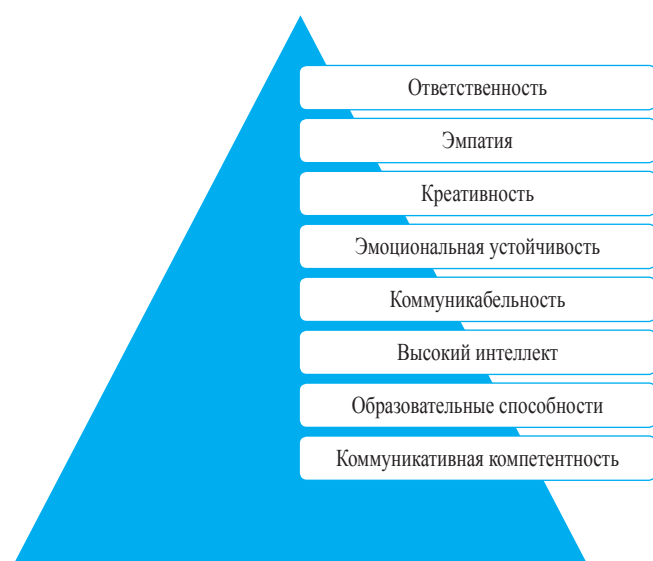 Ответственность
Эмпатия
Креативность
Эмоциональная устойчивость
Коммуникабельность
Высокий интеллект
Образовательные способности
Коммуникативная компетентность